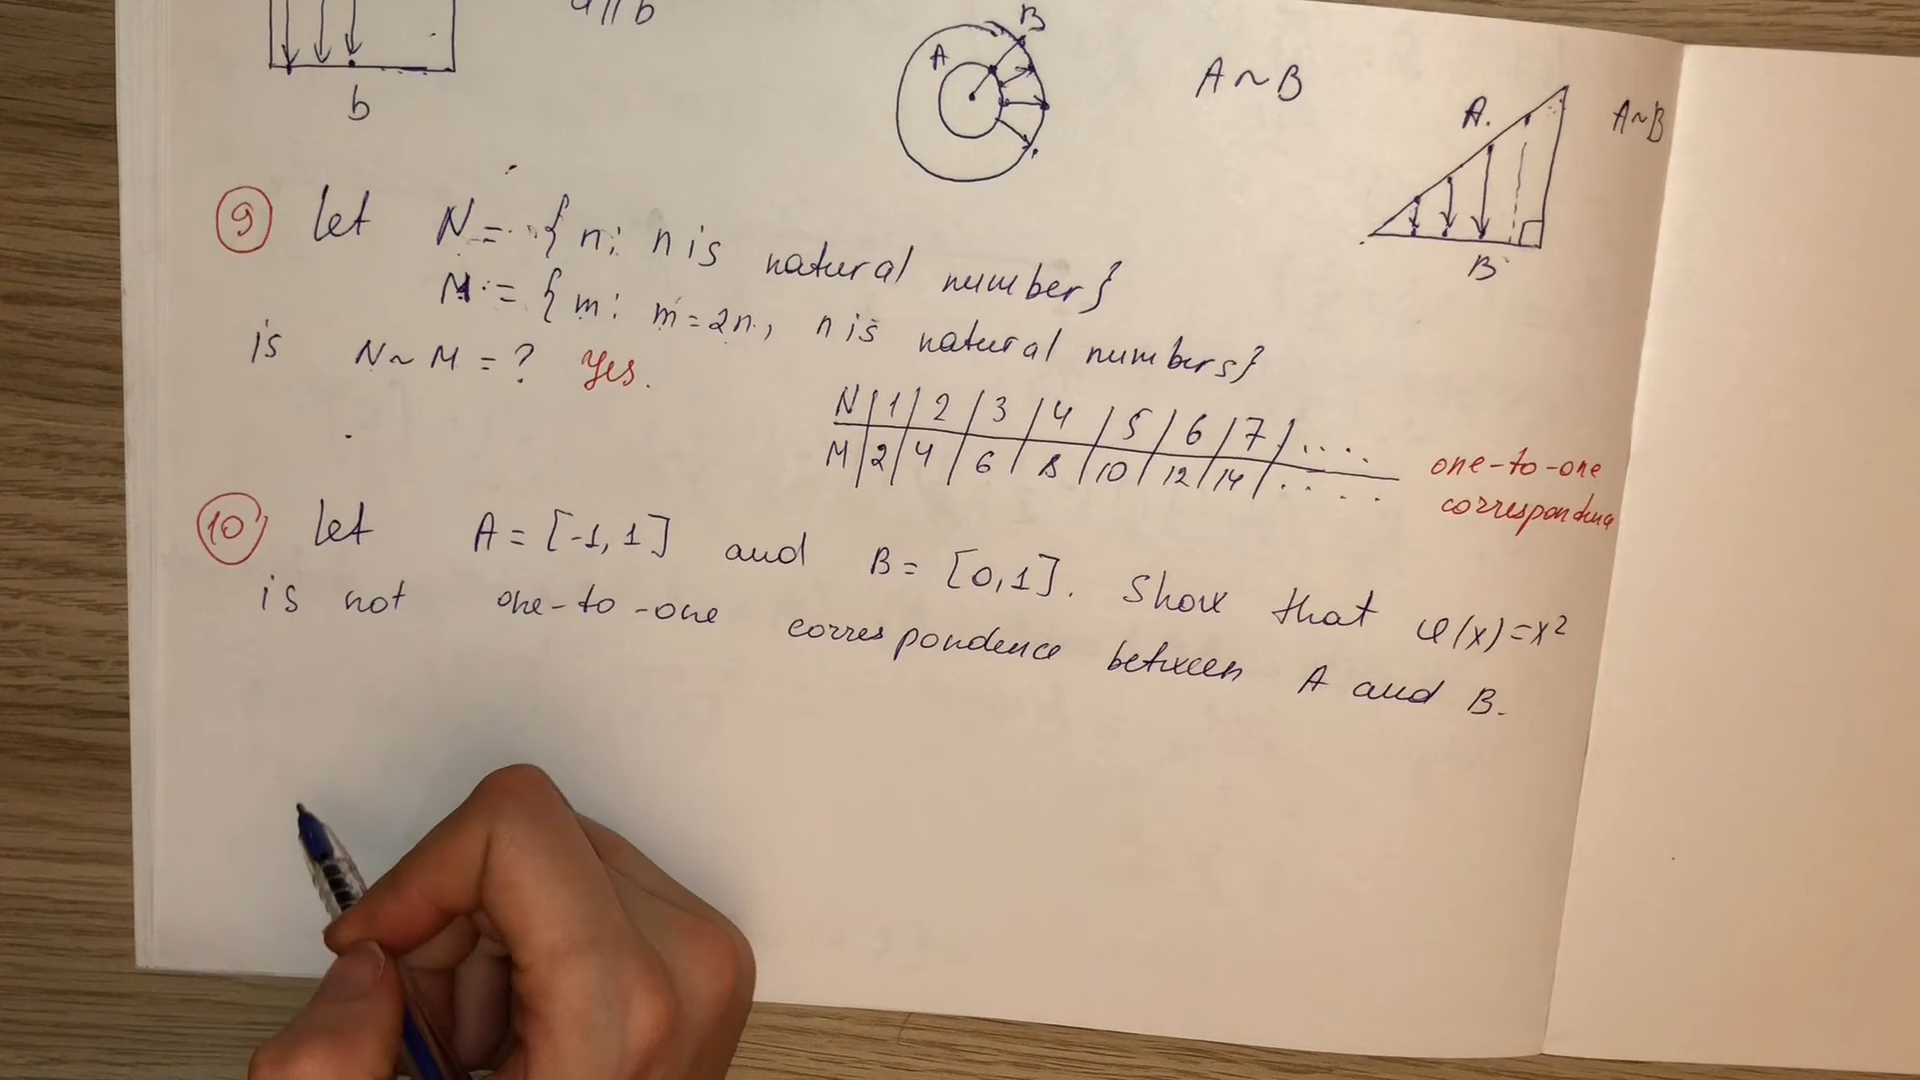 a || b
b
A
B
A ~ B
A.
B
A~B
9 Let N = { n: n is natural number}
M = { m: m = 2n, n is natural numbers}
is N ~ M = ? Yes.
N | 1 | 2 | 3 | 4 | 5 | 6 | 7 | ....
M | 2 | 4 | 6 | 8 | 10 | 12 | 14 | ....
one-to-one
correspondence
10 Let A = [-1, 1] and B = [0, 1]. Show that φ(x) = x²
is not one-to-one correspondence between A and B.